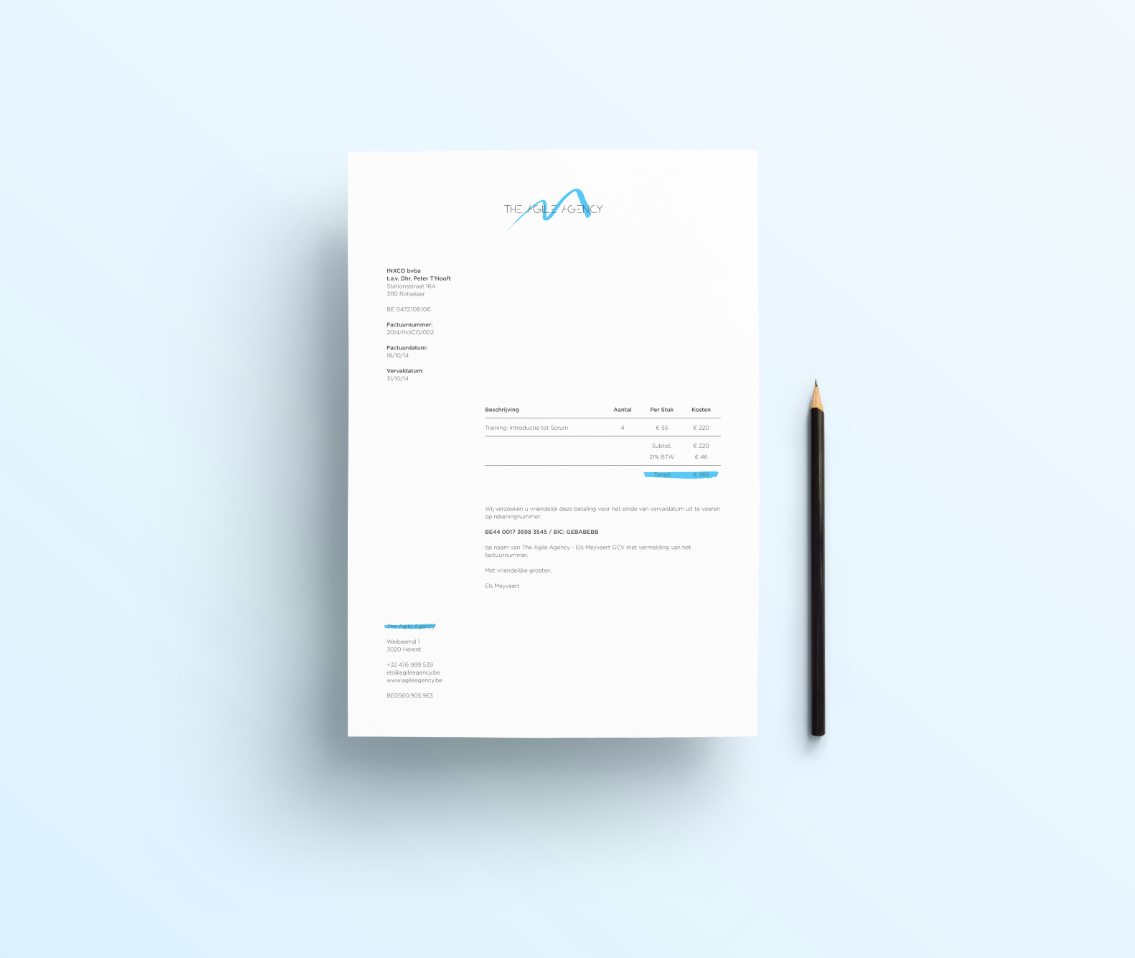 THE AGILE AGENCY
INXCO bvba
t.a.v. Dhr. Peter T'Hooft
Stationsstraat 164
3110 Rotselaar
BE 0472.108.106
Factuurnummer:
2014/INXCO/002
Factuurdatum:
18/10/14
Vervaldatum:
31/10/14
Beschrijving Aantal Per Stuk Kosten
Training: Introductie tot Scrum 4 € 55 € 220
Subtot. € 220
21% BTW € 46
Totaal
Wij verzoeken u vriendelijk deze betaling voor het einde van vervaldatum uit te voeren
op rekeningnummer:
BE44 0017 3698 3545 / BIC: GEBABEBB
op naam van The Agile Agency - Els Meyvaert GCV met vermelding van het
factuurnummer.
Met vriendelijke groeten,
Els Meyvaert
The Agile Agency
Weibeemd 1
3020 Herent
+32 476 999 539
els@agileagency.be
www.agileagency.be
BE0560.905.963